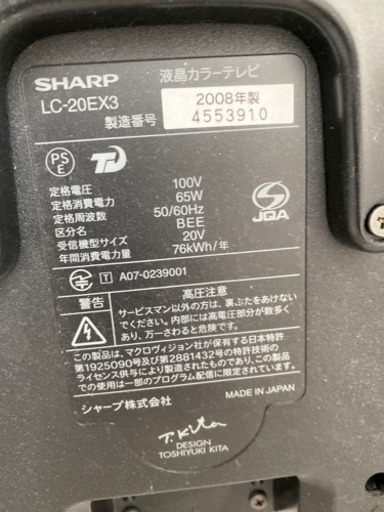 SHARP 液晶カラーテレビ
LC-20EX3 2008年製
製造番号 4553910
PS
E
定格電圧 100V
定格消費電力 65W
定格周波数 50/60Hz
区分名 BEE
受信機型サイズ 20V
年間消費電力量 76kWh/年
JQA
T A07-0239001
警告
高圧注意
サービスマン以外の方は、裏ぶたをあけないでください。内部には高電圧部分が数多くあり、万一さわると危険です。
この製品は、マクロヴィジョン社が保有する日本特許
第1925090号及び第2881432号の特許技術の
ライセンス供与により製造されたものであり、この製品
の使用は一部のプログラム配信に限定されています。
MADE IN JAPAN
シャープ株式会社
T. Kita
DESIGN
TOSHIYUKI KITA